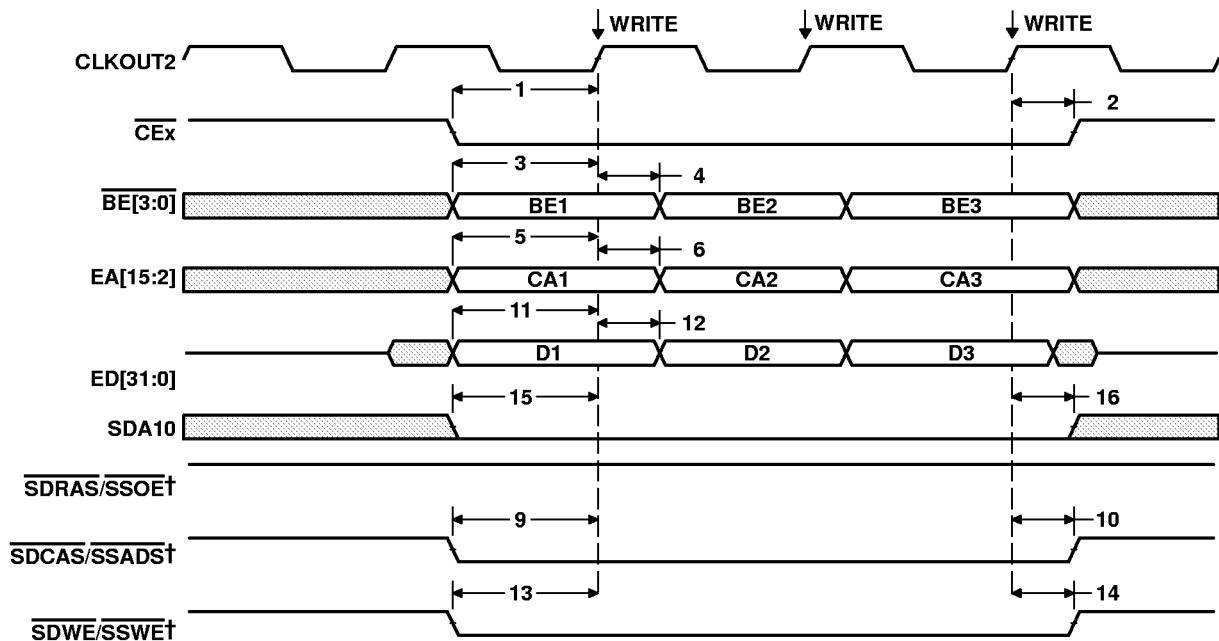 WRITE WRITE WRITE
CLKOUT2
1 2
CEx
3 4
BE[3:0] BE1 BE2 BE3
5 6
EA[15:2] CA1 CA2 CA3
11 12
D1 D2 D3
ED[31:0]
15 16
SDA10
SDRAS/SSOE†
9 10
SDCAS/SSADS†
13 14
SDWE/SSWE†